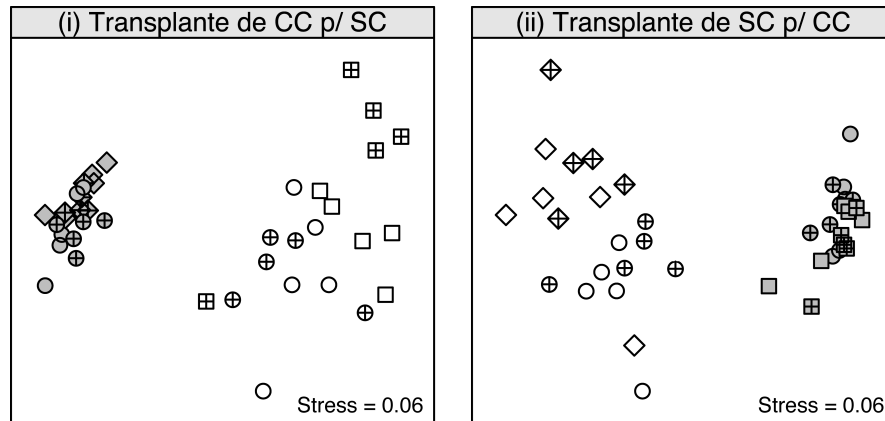 (i) Transplante de CC p/ SC
(ii) Transplante de SC p/ CC
Stress = 0.06
Stress = 0.06